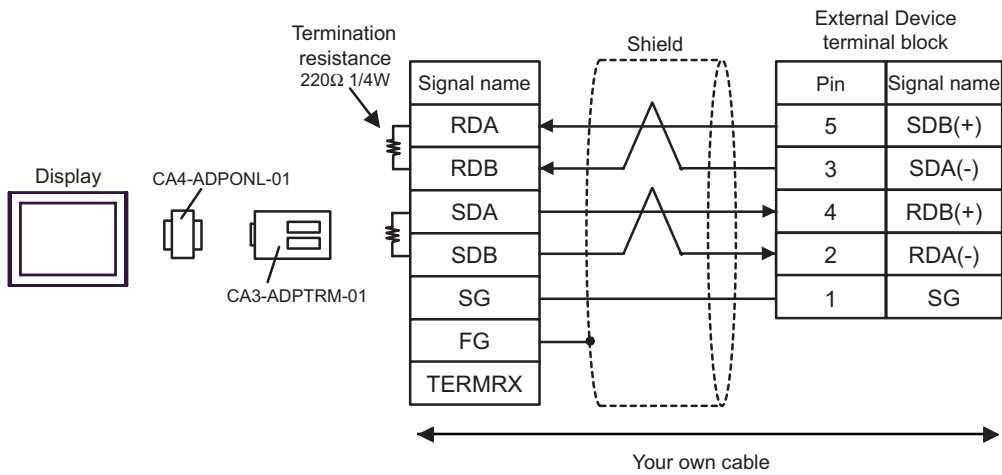 Termination
resistance
220Ω 1/4W
Shield
External Device
terminal block
Display
CA4-ADPONL-01
CA3-ADPTRM-01
Signal name
RDA
RDB
SDA
SDB
SG
FG
TERMRX
Pin Signal name
5 SDB(+)
3 SDA(-)
4 RDB(+)
2 RDA(-)
1 SG
Your own cable